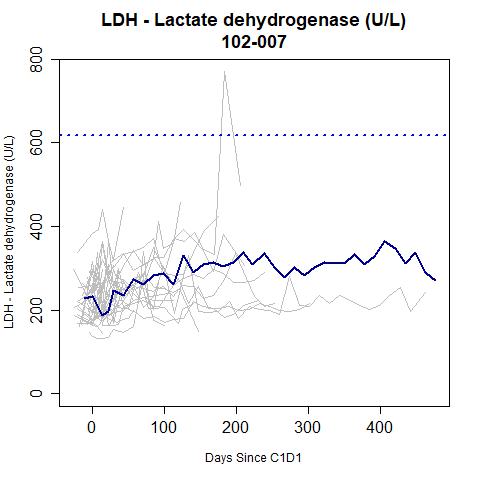 LDH - Lactate dehydrogenase (U/L)
102-007
LDH - Lactate dehydrogenase (U/L)
800
600
400
200
0
0 100 200 300 400
Days Since C1D1